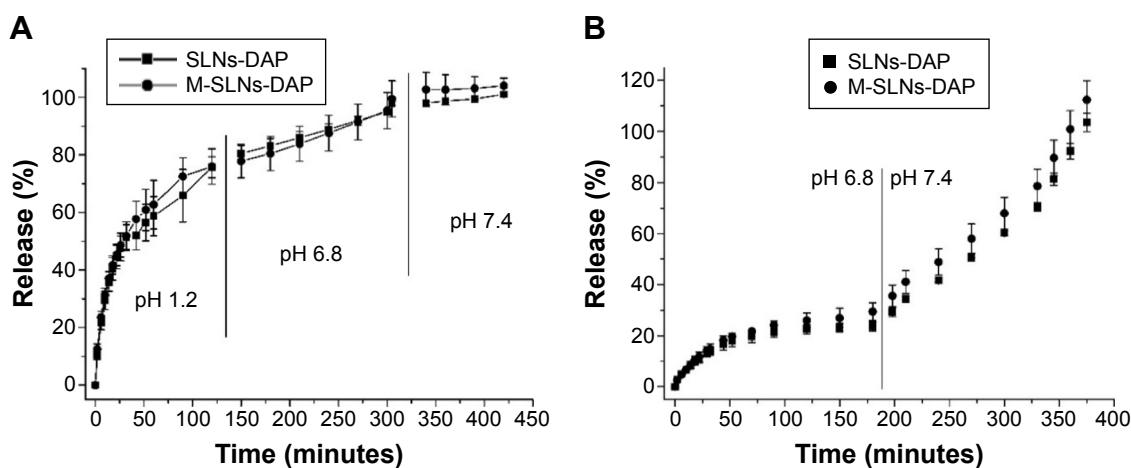 A
SLNs-DAP
M-SLNs-DAP
100
80
60
40
20
0
pH 1.2
pH 6.8
pH 7.4
Release (%)
0 50 100 150 200 250 300 350 400 450
Time (minutes)
B
SLNs-DAP
M-SLNs-DAP
120
100
80
60
40
20
0
pH 6.8 pH 7.4
Release (%)
0 50 100 150 200 250 300 350 400
Time (minutes)